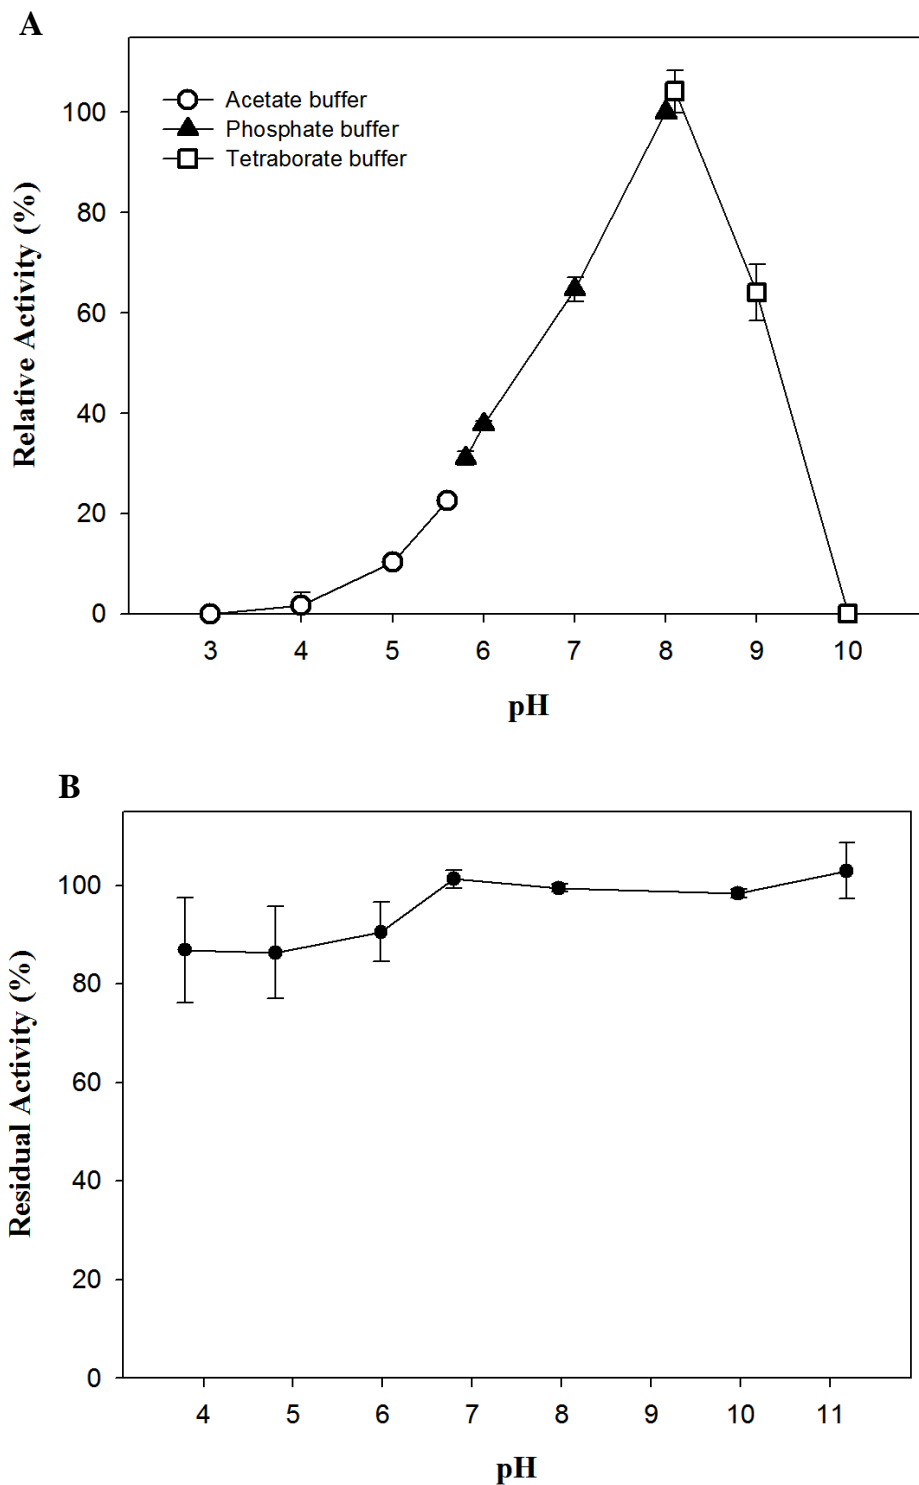 A
Relative Activity (%)
100
80
60
40
20
0
Acetate buffer
Phosphate buffer
Tetraborate buffer
3 4 5 6 7 8 9 10
pH
B
Residual Activity (%)
100
80
60
40
20
0
4 5 6 7 8 9 10 11
pH